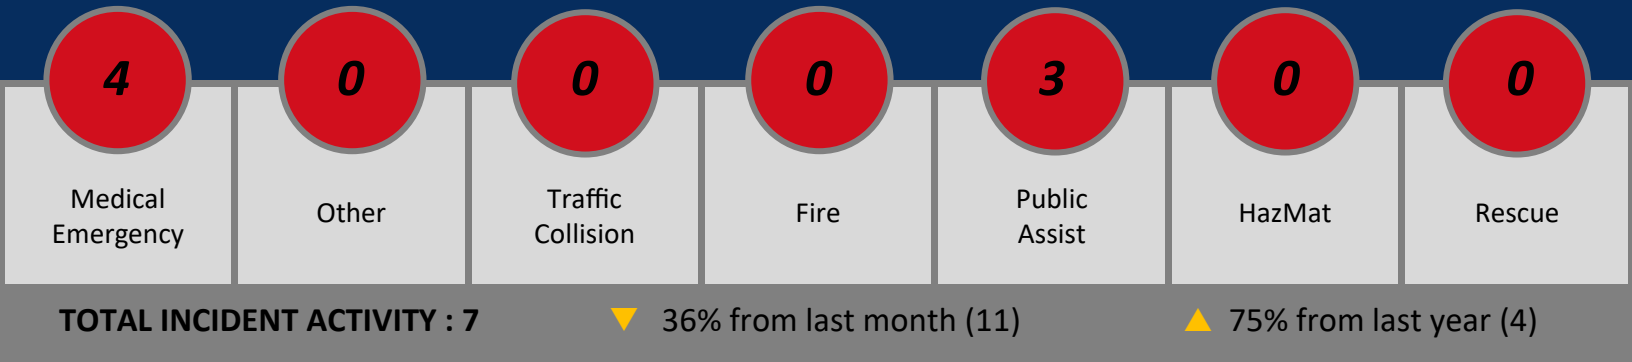 4 0 0 0 3 0 0
Medical
Emergency
Other
Traffic
Collision
Fire
Public
Assist
HazMat
Rescue
TOTAL INCIDENT ACTIVITY : 7 ▼ 36% from last month (11) ▲ 75% from last year (4)